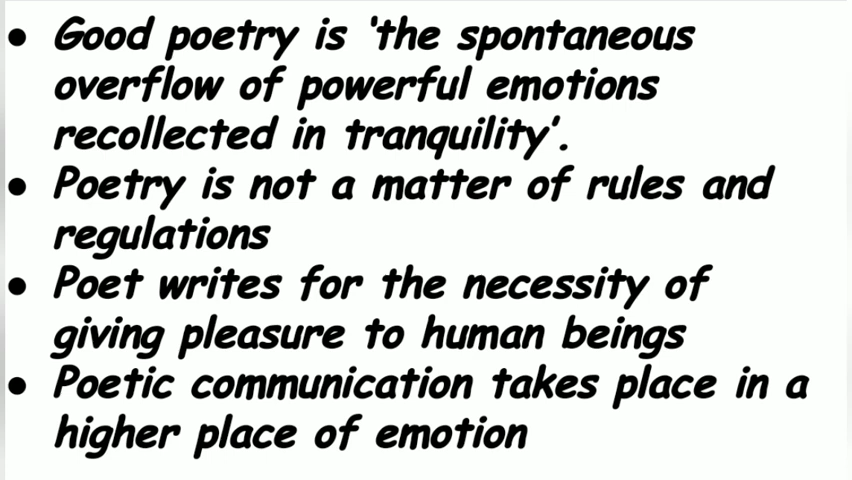 • Good poetry is 'the spontaneous
overflow of powerful emotions
recollected in tranquility'.
• Poetry is not a matter of rules and
regulations
• Poet writes for the necessity of
giving pleasure to human beings
• Poetic communication takes place in a
higher place of emotion